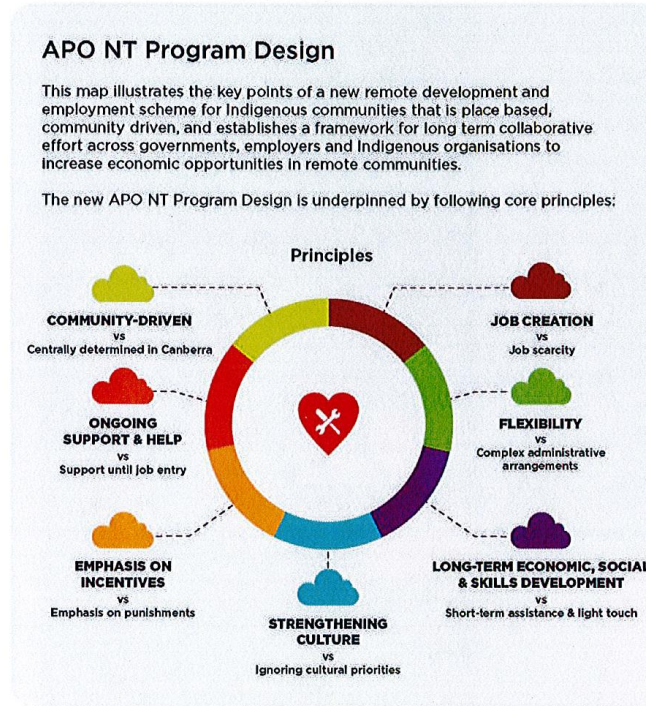 APO NT Program Design
This map illustrates the key points of a new remote development and
employment scheme for Indigenous communities that is place based,
community driven, and establishes a framework for long term collaborative
effort across governments, employers and Indigenous organisations to
increase economic opportunities in remote communities.
The new APO NT Program Design is underpinned by following core principles:
Principles
COMMUNITY-DRIVEN
vs
Centrally determined in Canberra
JOB CREATION
vs
Job scarcity
ONGOING
SUPPORT & HELP
vs
Support until job entry
FLEXIBILITY
vs
Complex administrative
arrangements
EMPHASIS ON
INCENTIVES
vs
Emphasis on punishments
LONG-TERM ECONOMIC, SOCIAL
& SKILLS DEVELOPMENT
vs
Short-term assistance & light touch
STRENGTHENING
CULTURE
vs
Ignoring cultural priorities